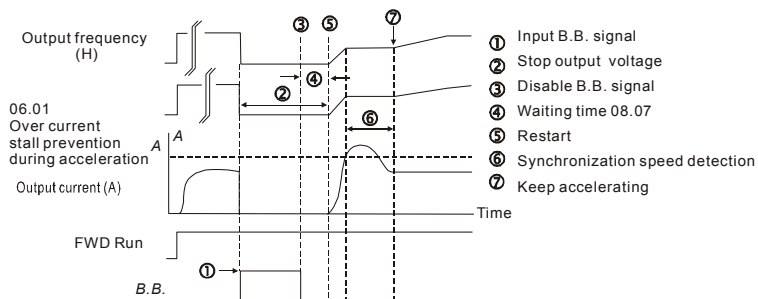 Output frequency
(H)
06.01
Over current
stall prevention
during acceleration
A
A
Output current (A)
FWD Run
B.B.
③
⑤
⑦
④
②
⑥
①
Time
① Input B.B. signal
② Stop output voltage
③ Disable B.B. signal
④ Waiting time 08.07
⑤ Restart
⑥ Synchronization speed detection
⑦ Keep accelerating